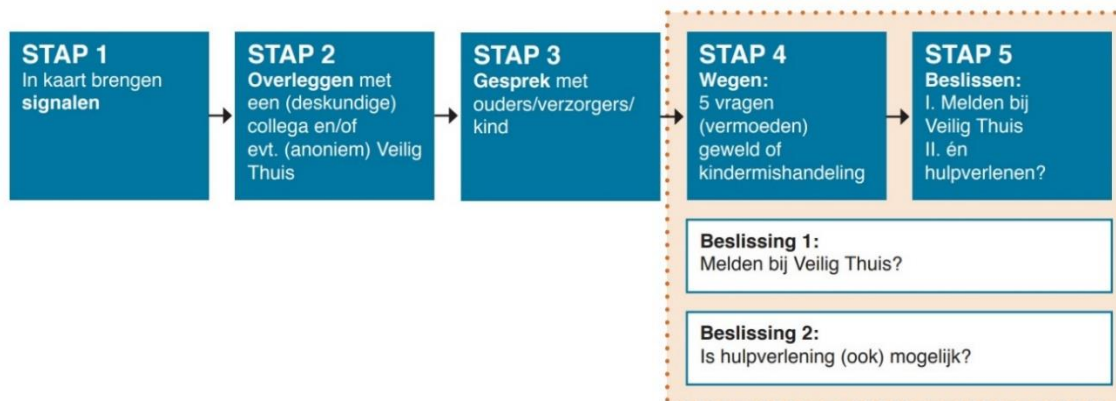 STAP 1
In kaart brengen
signalen
STAP 2
Overleggen met
een (deskundige)
collega en/of
evt. (anoniem) Veilig
Thuis
STAP 3
Gesprek met
ouders/verzorgers/
kind
STAP 4
Wegen:
5 vragen
(vermoeden)
geweld of
kindermishandeling
STAP 5
Beslissen:
I. Melden bij
Veilig Thuis
II. én
hulpverlenen?
Beslissing 1:
Melden bij Veilig Thuis?
Beslissing 2:
Is hulpverlening (ook) mogelijk?